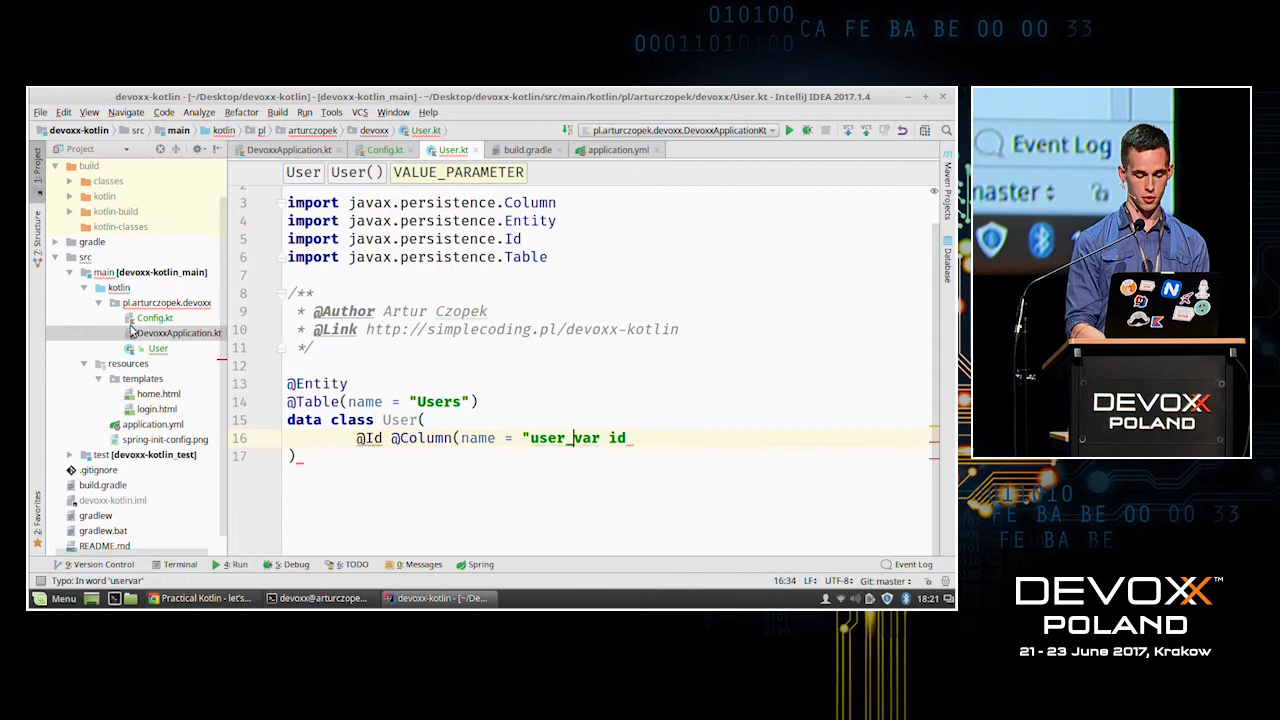 010100
000110 0100
CA FE BA BE 00 00 33
devoxx-kotlin - [~/Desktop/devoxx-kotlin] - [devoxx-kotlin_main] - ~/Desktop/devoxx-kotlin/src/main/kotlin/pl/arturczopek/devoxx/User.kt - IntelliJ IDEA 2017.1.4
File Edit View Navigate Code Analyze Refactor Build Run Tools VCS Window Help
devoxx-kotlin src main kotlin pl arturczopek devoxx User.kt pl.arturczopek.devoxx.DevoxxApplicationKt VCS VCS
Project DevoxxApplication.kt Config.kt User.kt build.gradle application.yml
1: Project
7: Structure
2: Favorites
Maven Projects
Database
build
classes
kotlin
kotlin-build
kotlin-classes
gradle
src
main [devoxx-kotlin_main]
kotlin
pl.arturczopek.devoxx
Config.kt
DevoxxApplication.kt
User
resources
templates
home.html
login.html
application.yml
spring-init-config.png
test [devoxx-kotlin_test]
.gitignore
build.gradle
devoxx-kotlin.iml
gradlew
gradlew.bat
README.md
User User() VALUE_PARAMETER
3 import javax.persistence.Column
4 import javax.persistence.Entity
5 import javax.persistence.Id
6 import javax.persistence.Table
7
8 /**
9 * @Author Artur Czopek
10 * @Link http://simplecoding.pl/devoxx-kotlin
11 */
12
13 @Entity
14 @Table(name = "Users")
15 data class User(
16 @Id @Column(name = "user_var id
17 )
9: Version Control Terminal 4: Run 5: Debug 6: TODO 0: Messages Spring Event Log
Typo: In word 'uservar' 16:34 LF÷ UTF-8÷ Git: master÷
Menu Practical Kotlin - let's... devoxx@arturczope... devoxx-kotlin - [~/De... 18:21
Event Log
master
DEVOXX
POLAND
FE BA BE 00 00 33
FE BA BE
DEVOXX™
POLAND
21 - 23 June 2017, Krakow